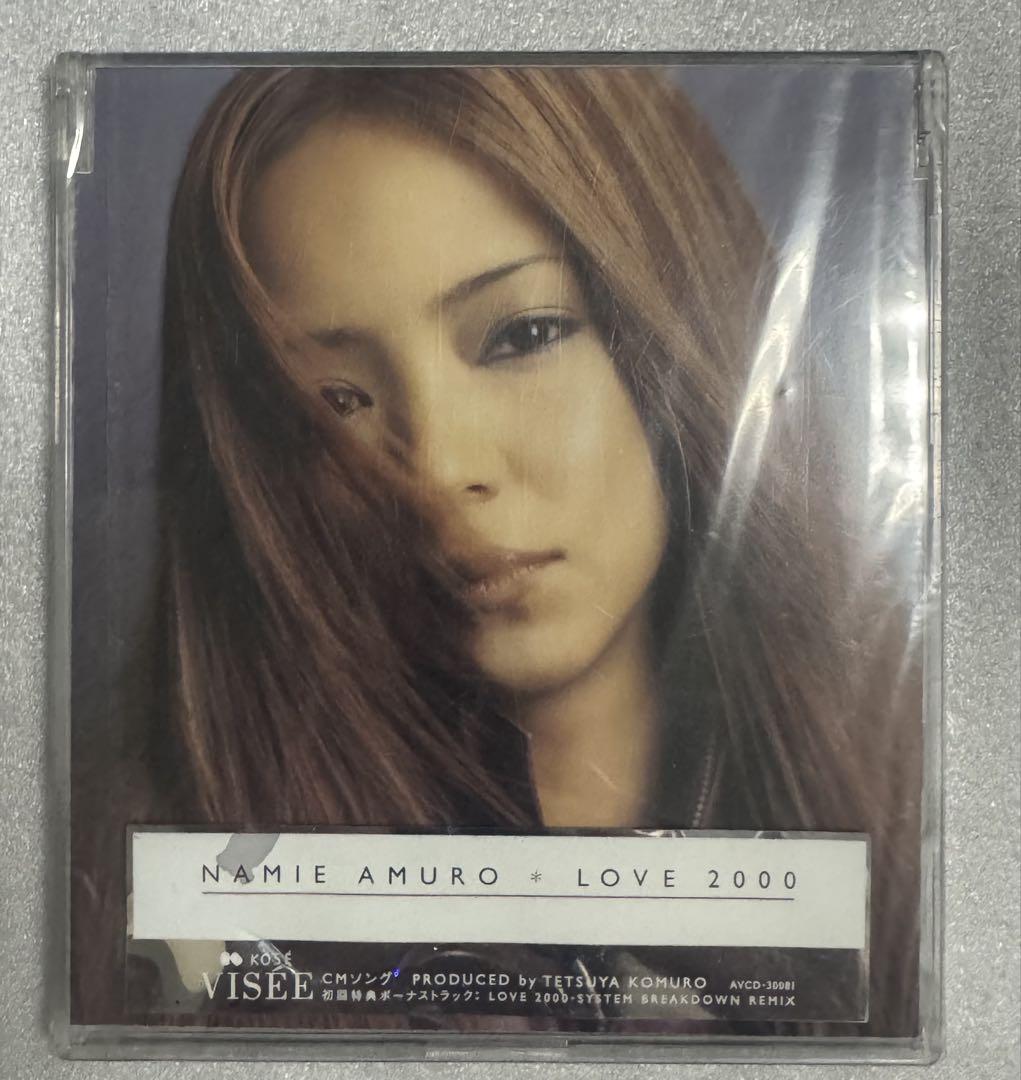 NAMIE AMURO * LOVE 2000
KOSÉ
VISÉE CMソング PRODUCED by TETSUYA KOMURO AVCD-30081
初回特典ボーナストラック: LOVE 2000-SYSTEM BREAKDOWN REMIX